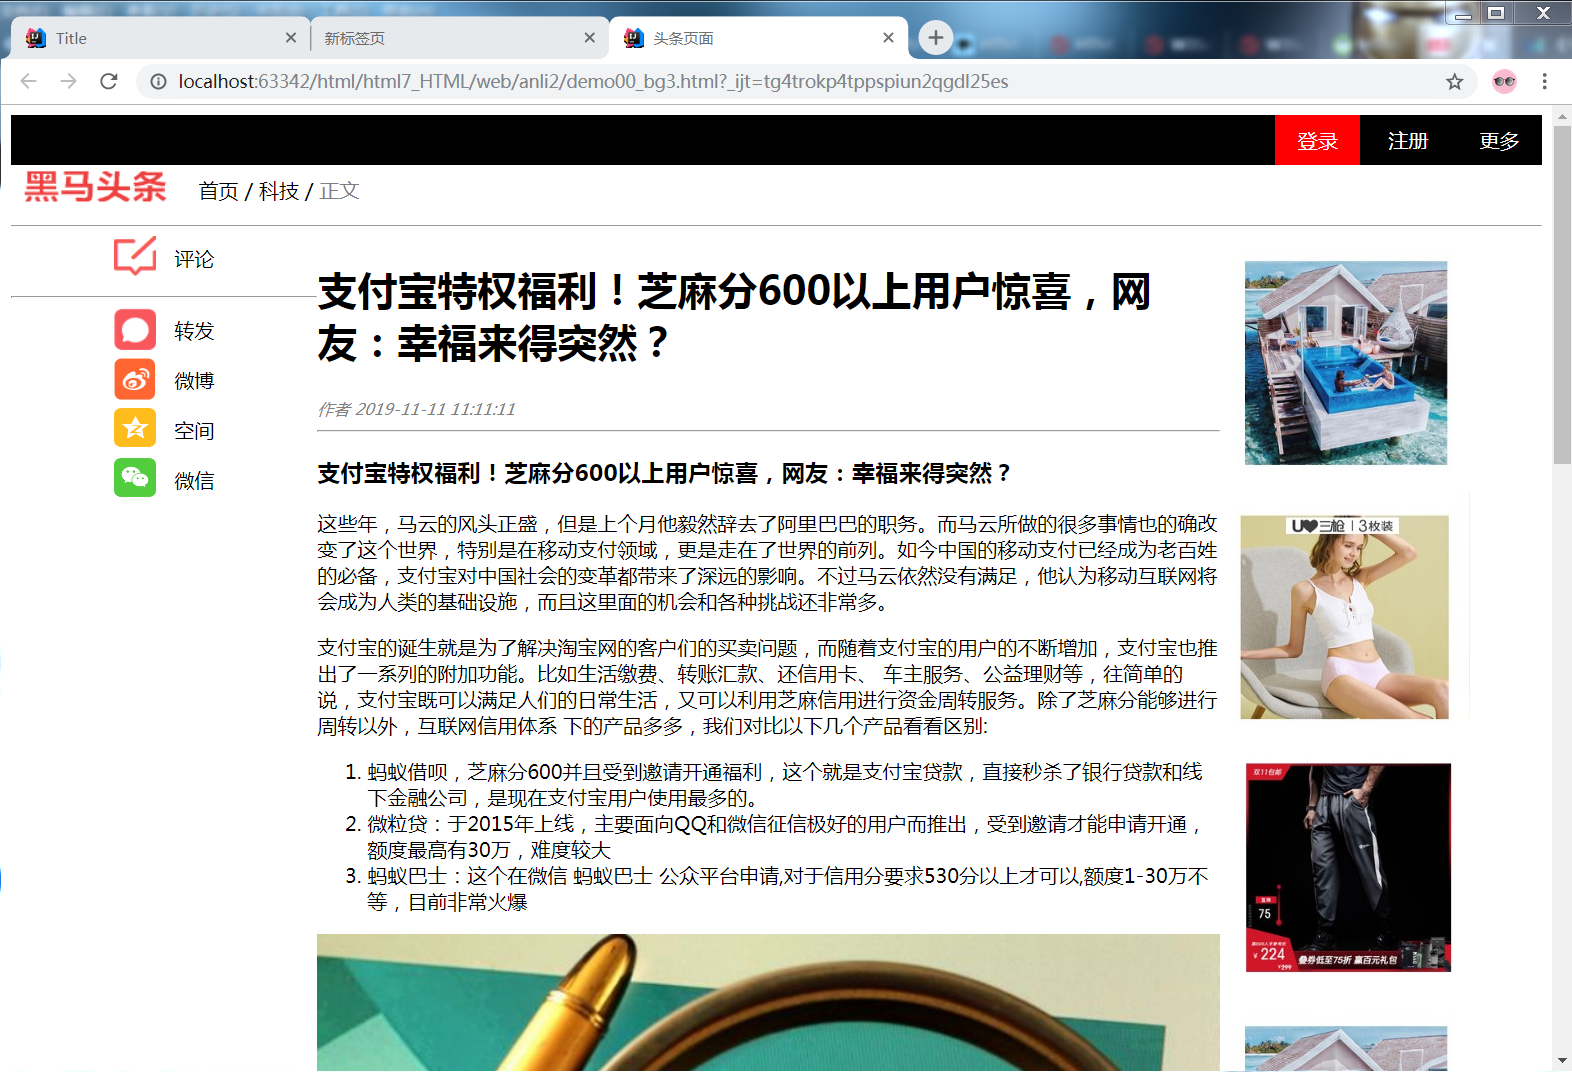 Title
新标签页
头条页面
localhost:63342/html/html7_HTML/web/anli2/demo00_bg3.html?_ijt=tg4trokp4tppspiun2qgdl25es
登录 注册 更多
黑马头条 首页 / 科技 / 正文
评论
转发
微博
空间
微信
支付宝特权福利！芝麻分600以上用户惊喜，网
友：幸福来得突然？
作者 2019-11-11 11:11:11
支付宝特权福利！芝麻分600以上用户惊喜，网友：幸福来得突然？
这些年，马云的风头正盛，但是上个月他毅然辞去了阿里巴巴的职务。而马云所做的很多事情也的确改
变了这个世界，特别是在移动支付领域，更是走在了世界的前列。如今中国的移动支付已经成为老百姓
的必备，支付宝对中国社会的变革都带来了深远的影响。不过马云依然没有满足，他认为移动互联网将
会成为人类的基础设施，而且这里面的机会和各种挑战还非常多。
支付宝的诞生就是为了解决淘宝网的客户们的买卖问题，而随着支付宝的用户的不断增加，支付宝也推
出了一系列的附加功能。比如生活缴费、转账汇款、还信用卡、 车主服务、公益理财等，往简单的
说，支付宝既可以满足人们的日常生活，又可以利用芝麻信用进行资金周转服务。除了芝麻分能够进行
周转以外，互联网信用体系 下的产品多多，我们对比以下几个产品看看区别:
1. 蚂蚁借呗，芝麻分600并且受到邀请开通福利，这个就是支付宝贷款，直接秒杀了银行贷款和线
下金融公司，是现在支付宝用户使用最多的。
2. 微粒贷：于2015年上线，主要面向QQ和微信征信极好的用户而推出，受到邀请才能申请开通，
额度最高有30万，难度较大
3. 蚂蚁巴士：这个在微信 蚂蚁巴士 公众平台申请,对于信用分要求530分以上才可以,额度1-30万不
等，目前非常火爆
三枪 | 3枚装
双11包邮
75
¥ 224
¥299
叠券低至75折 赢百元礼包